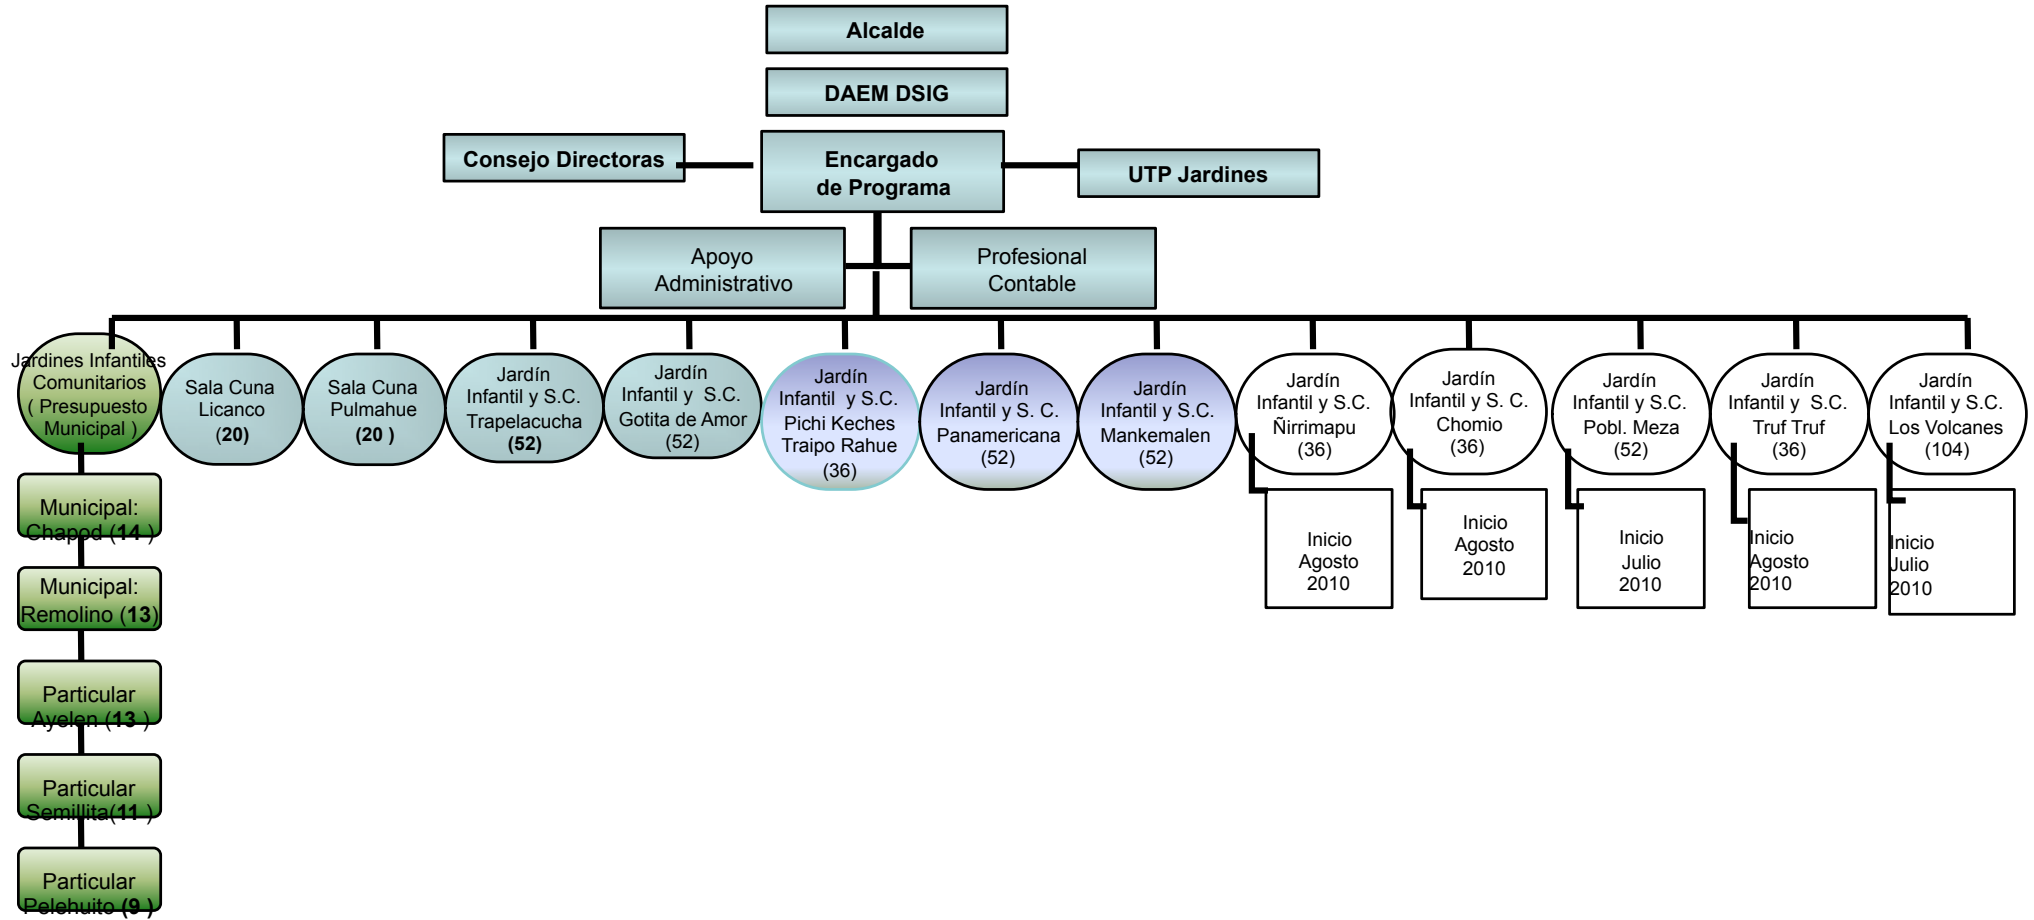 Alcalde
DAEM DSIG
Consejo Directoras
Encargado
de Programa
UTP Jardines
Apoyo
Administrativo
Profesional
Contable
Jardines Infantiles
Comunitarios
( Presupuesto
Municipal )
Sala Cuna
Licanco
(20)
Sala Cuna
Pulmahue
(20 )
Jardín
Infantil y S.C.
Trapelacucha
(52)
Jardín
Infantil y S.C.
Gotita de Amor
(52)
Jardín
Infantil y S.C.
Pichi Keches
Traipo Rahue
(36)
Jardín
Infantil y S. C.
Panamericana
(52)
Jardín
Infantil y S.C.
Mankemalen
(52)
Jardín
Infantil y S.C.
Ñirrimapu
(36)
Jardín
Infantil y S. C.
Chomio
(36)
Jardín
Infantil y S.C.
Pobl. Meza
(52)
Jardín
Infantil y S.C.
Truf Truf
(36)
Jardín
Infantil y S.C.
Los Volcanes
(104)
Municipal:
Chapod (14 )
Municipal:
Remolino (13)
Particular
Ayelen (13 )
Particular
Semillita(11 )
Particular
Pelehuito (9 )
Inicio
Agosto
2010
Inicio
Agosto
2010
Inicio
Julio
2010
Inicio
Agosto
2010
Inicio
Julio
2010